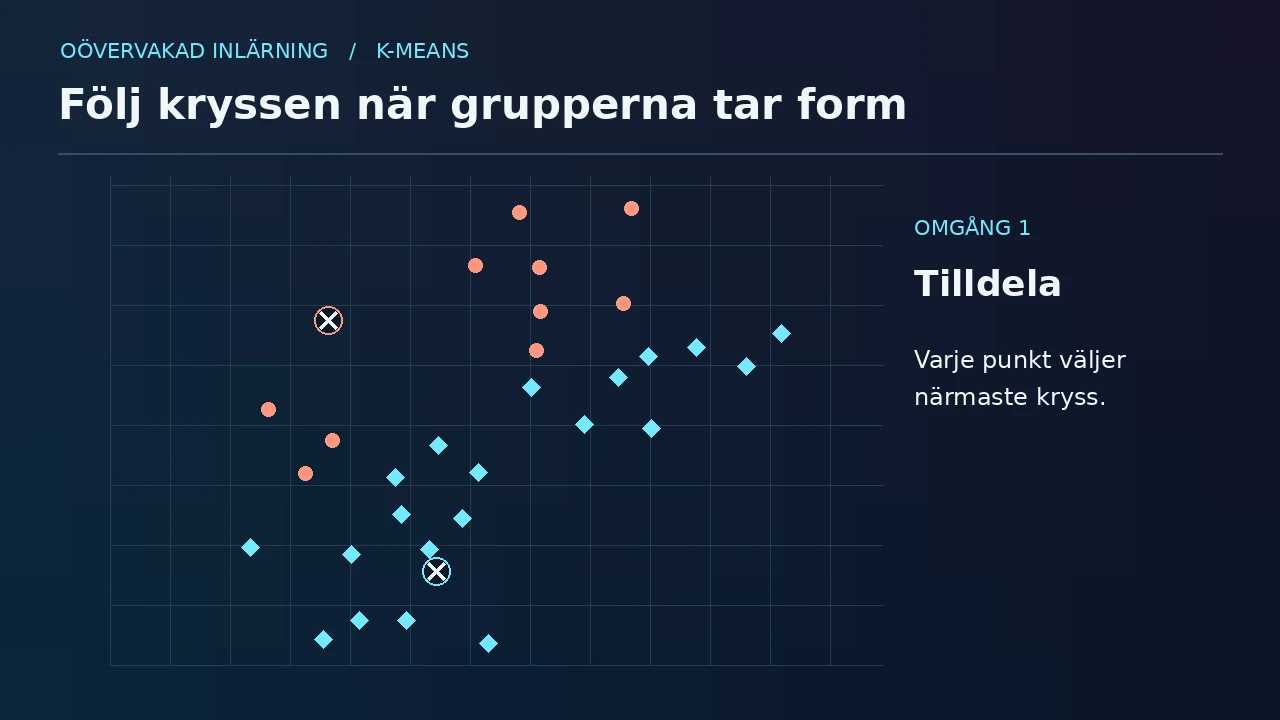 OÖVERVAKAD INLÄRNING / K-MEANS
Följ kryssen när grupperna tar form
OMGÅNG 1
Tilldela
Varje punkt väljer
närmaste kryss.